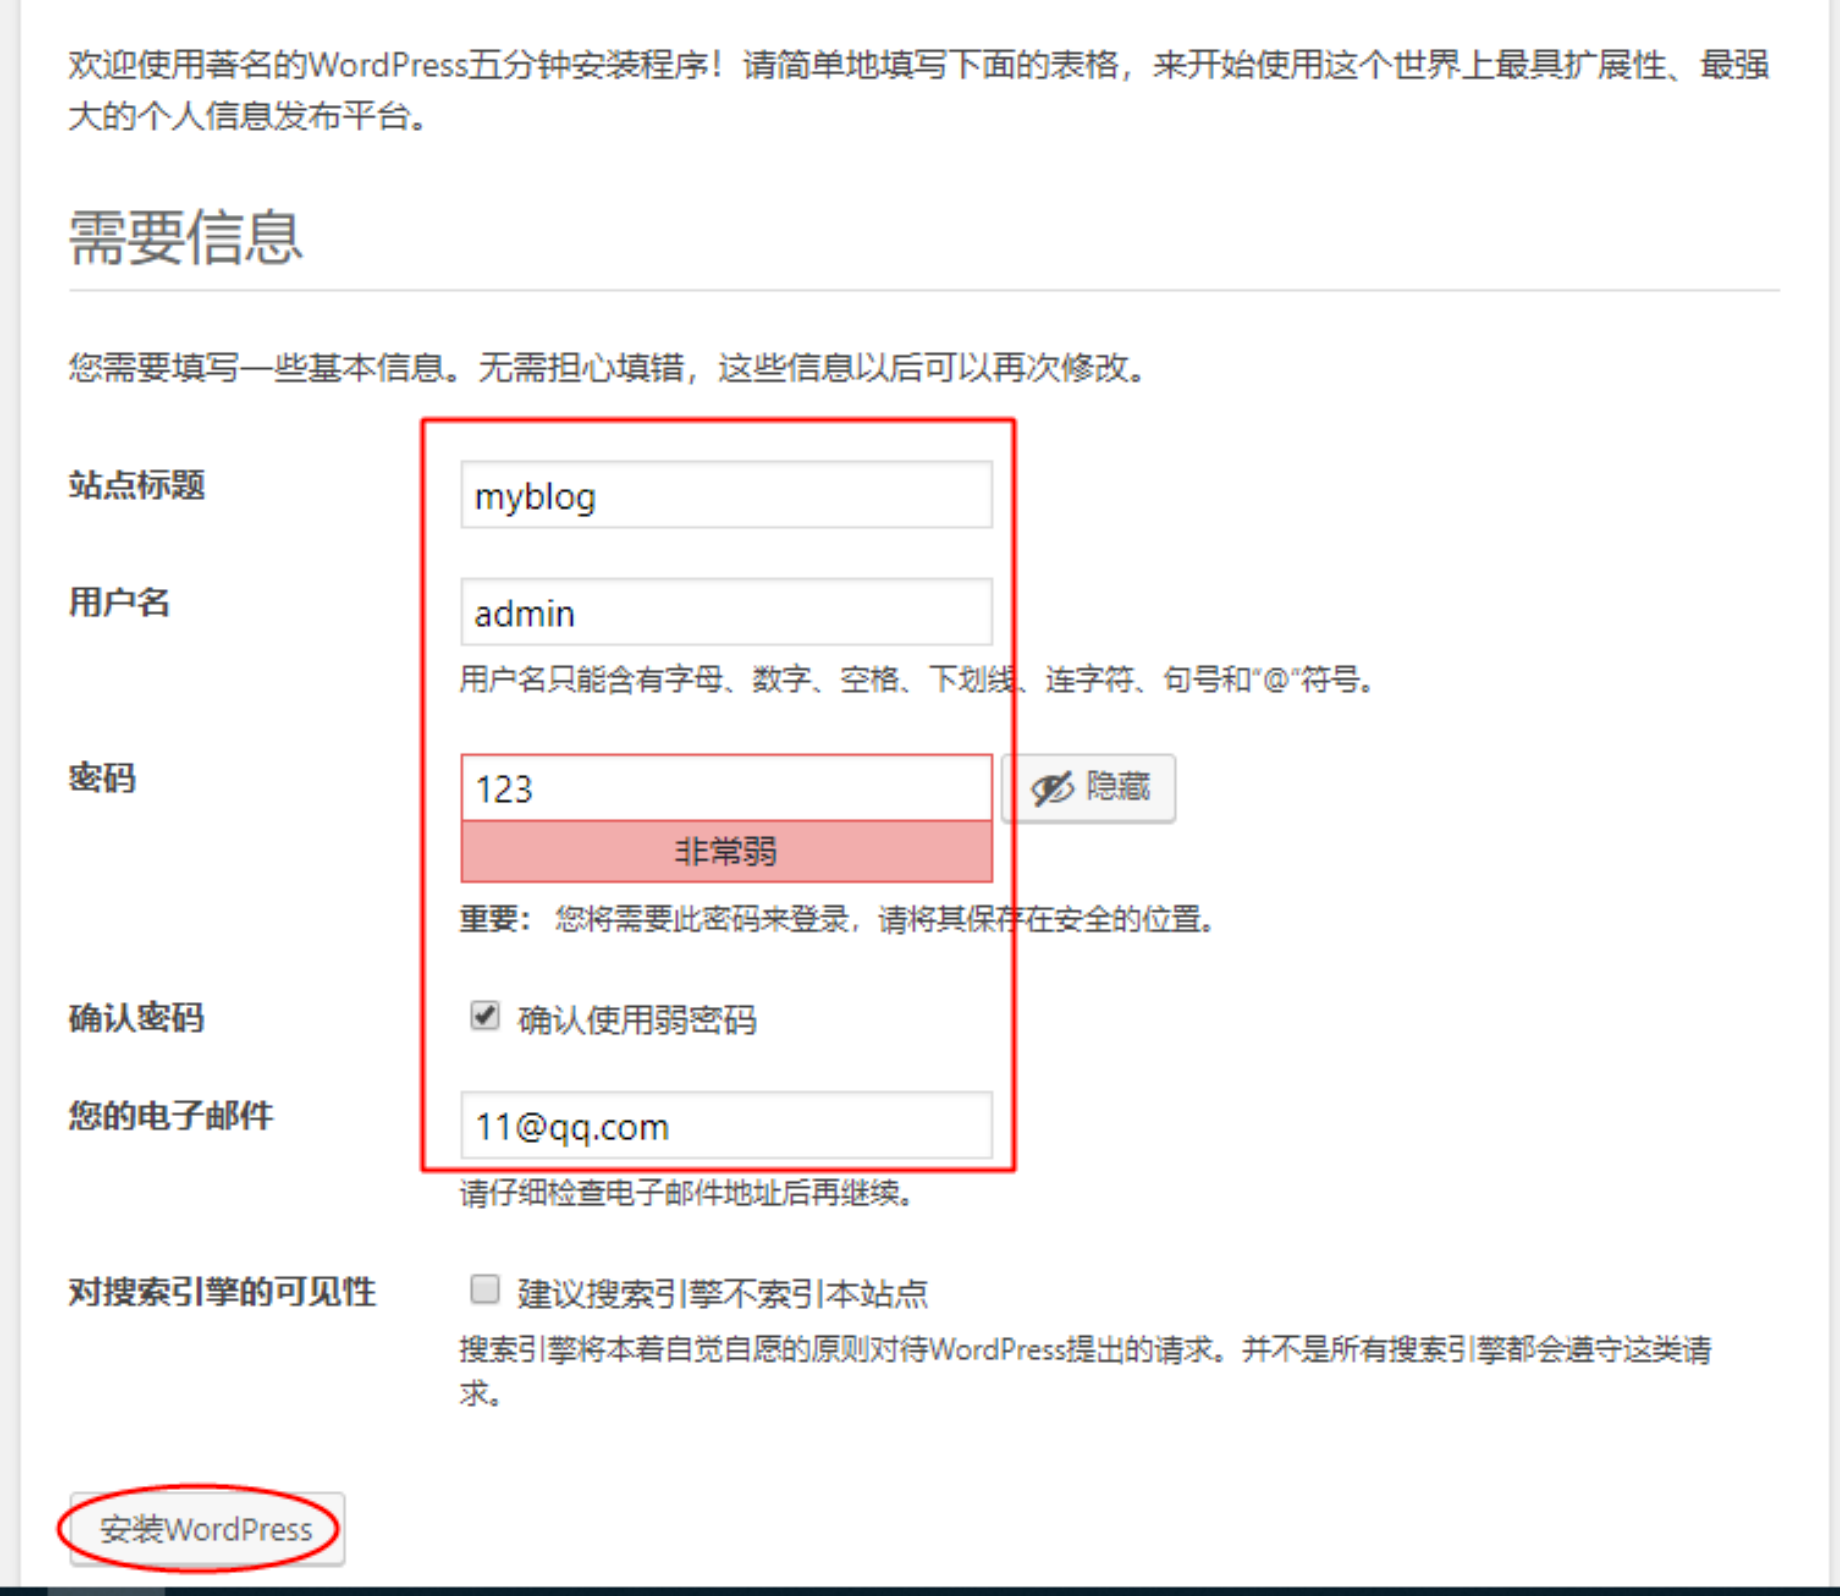 欢迎使用著名的WordPress五分钟安装程序！请简单地填写下面的表格，来开始使用这个世界上最具扩展性、最强
大的个人信息发布平台。
需要信息
您需要填写一些基本信息。无需担心填错，这些信息以后可以再次修改。
站点标题
myblog
用户名
admin
用户名只能含有字母、数字、空格、下划线、连字符、句号和“@”符号。
密码
123
隐藏
非常弱
重要： 您将需要此密码来登录，请将其保存在安全的位置。
确认密码
确认使用弱密码
您的电子邮件
11@qq.com
请仔细检查电子邮件地址后再继续。
对搜索引擎的可见性
建议搜索引擎不索引本站点
搜索引擎将本着自觉自愿的原则对待WordPress提出的请求。并不是所有搜索引擎都会遵守这类请
求。
安装WordPress